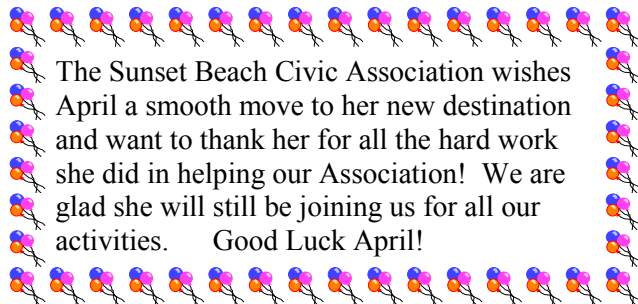 The Sunset Beach Civic Association wishes
April a smooth move to her new destination
and want to thank her for all the hard work
she did in helping our Association!  We are
glad she will still be joining us for all our
activities.     Good Luck April!